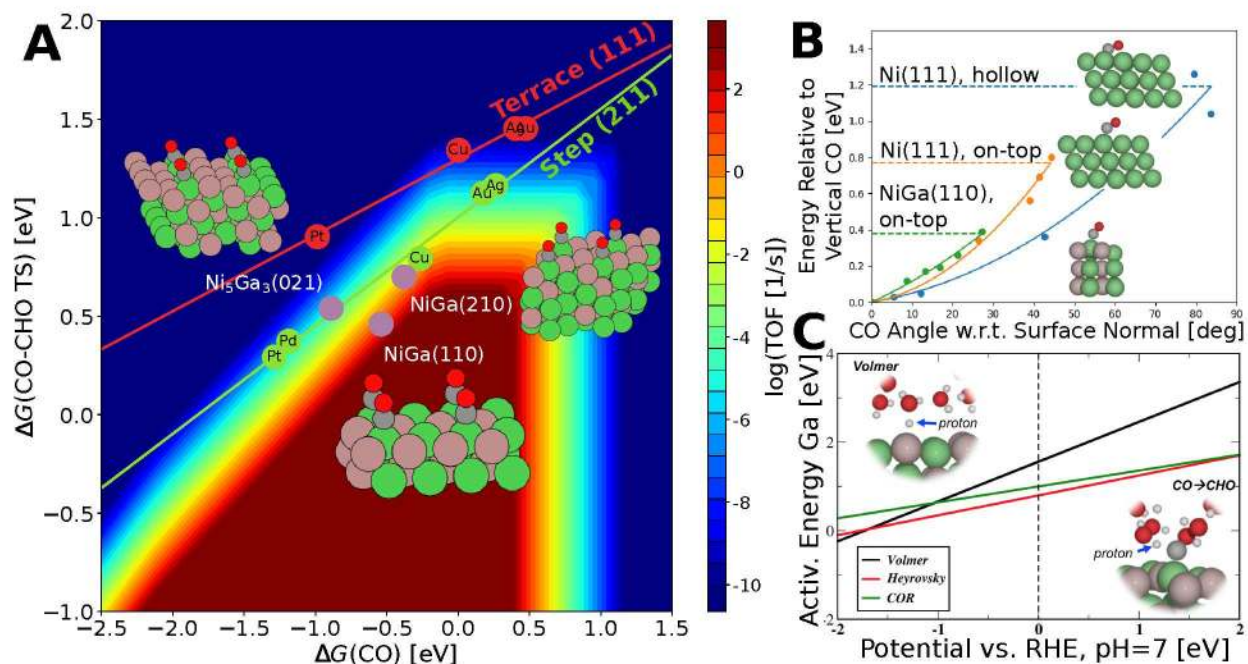 A
2.0
1.5
1.0
0.5
0.0
−0.5
−1.0
ΔG(CO-CHO TS) [eV]
−2.5
−2.0
−1.5
−1.0
−0.5
0.0
0.5
1.0
1.5
ΔG(CO) [eV]
Terrace (111)
Step (211)
Ag
Au
Cu
Pt
Au
Ag
Cu
Pd
Pt
Ni₅Ga₃(021)
NiGa(210)
NiGa(110)
2
0
-2
-4
-6
-8
-10
log(TOF [1/s])
B
1.4
1.2
1.0
0.8
0.6
0.4
0.2
0.0
Energy Relative to
Vertical CO [eV]
Ni(111), hollow
Ni(111), on-top
NiGa(110),
on-top
0
10
20
30
40
50
60
70
80
90
CO Angle w.r.t. Surface Normal [deg]
C
4
2
0
-2
Activ. Energy Ga [eV]
Volmer
proton
CO→CHO
proton
Volmer
Heyrovsky
COR
-2
-1
0
1
2
Potential vs. RHE, pH=7 [eV]